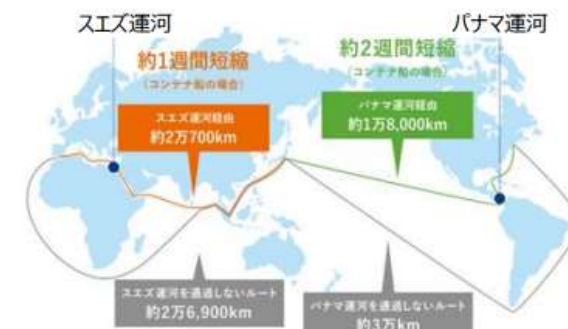 スエズ運河
パナマ運河
約1週間短縮
(コンテナ船の場合)
スエズ運河経由
約2万700km
約2週間短縮
(コンテナ船の場合)
パナマ運河経由
約1万8,000km
スエズ運河を通過しないルート
約2万6,900km
パナマ運河を通過しないルート
約3万km